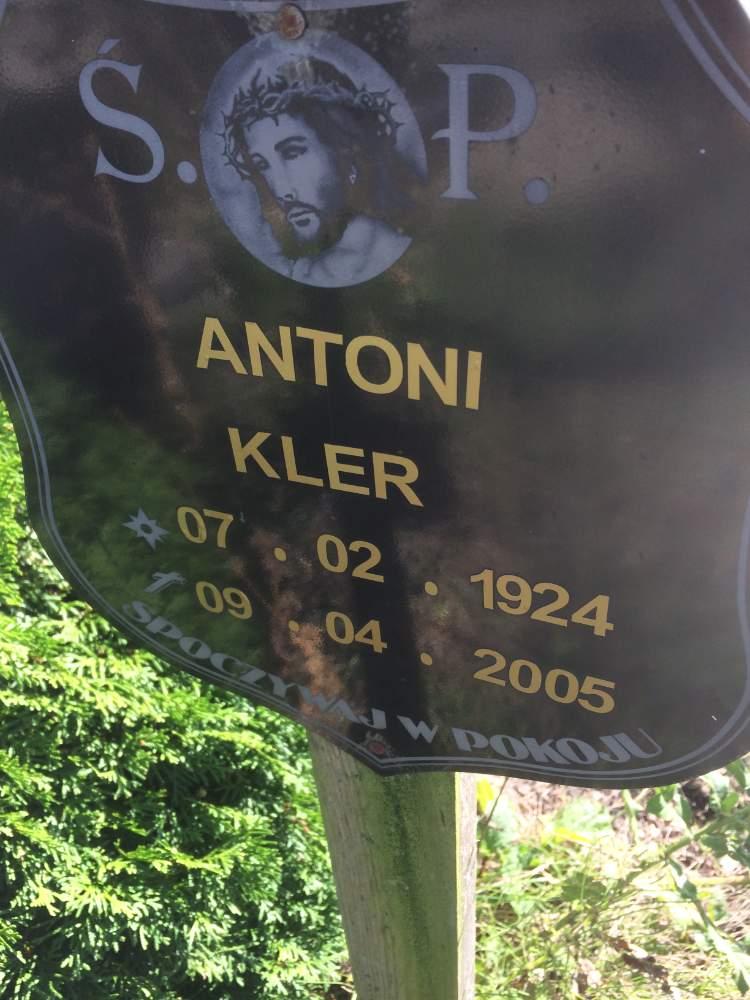 Ś. P.
ANTONI
KLER
07 . 02 . 1924
09 . 04 . 2005
SPOCZYWAJ W POKOJU